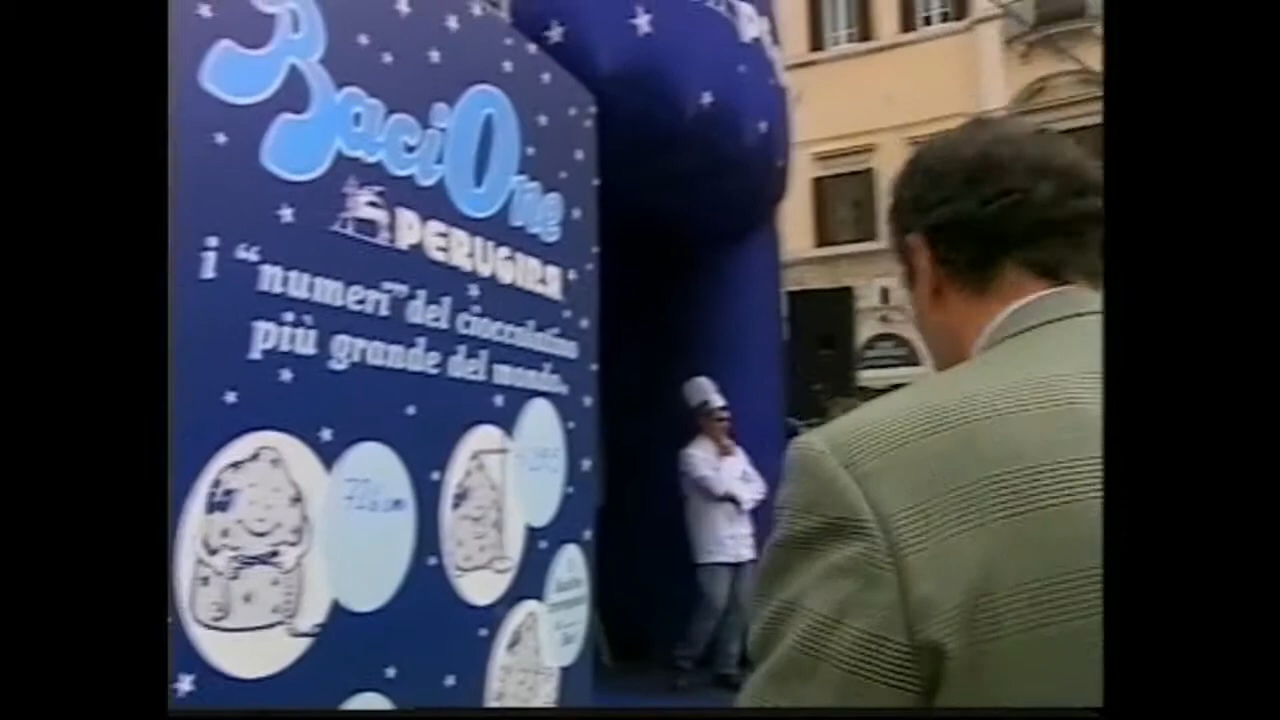 BaciOne
PERUGINA
i “numeri” del cioccolatino
più grande del mondo.